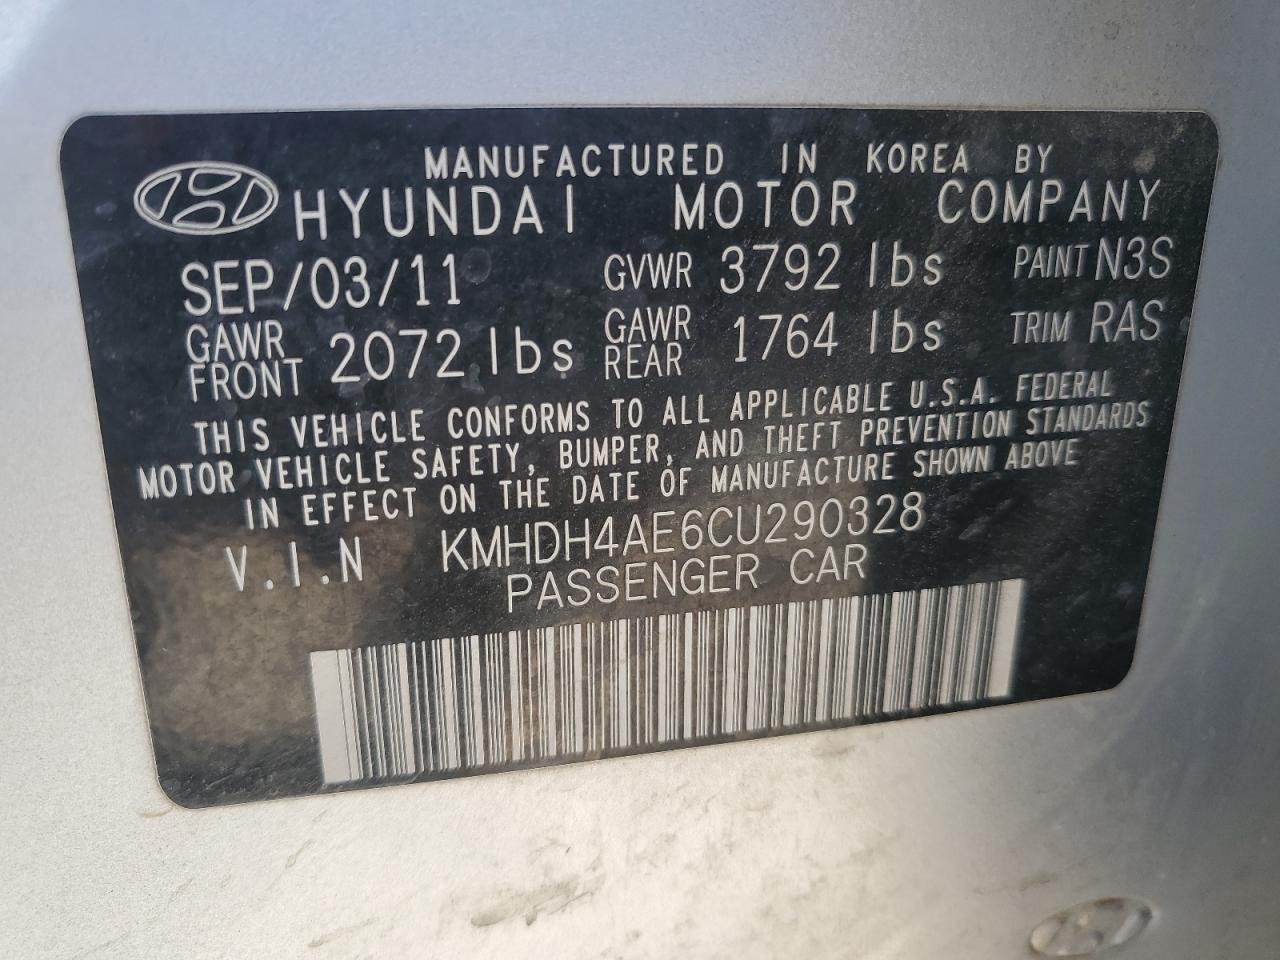 MANUFACTURED IN KOREA BY
HYUNDAI MOTOR COMPANY
SEP/03/11 GVWR 3792 lbs PAINT N3S
GAWR FRONT 2072 lbs GAWR REAR 1764 lbs TRIM RAS
THIS VEHICLE CONFORMS TO ALL APPLICABLE U.S.A. FEDERAL
MOTOR VEHICLE SAFETY, BUMPER, AND THEFT PREVENTION STANDARDS
IN EFFECT ON THE DATE OF MANUFACTURE SHOWN ABOVE
V.I.N KMHDH4AE6CU290328
PASSENGER CAR